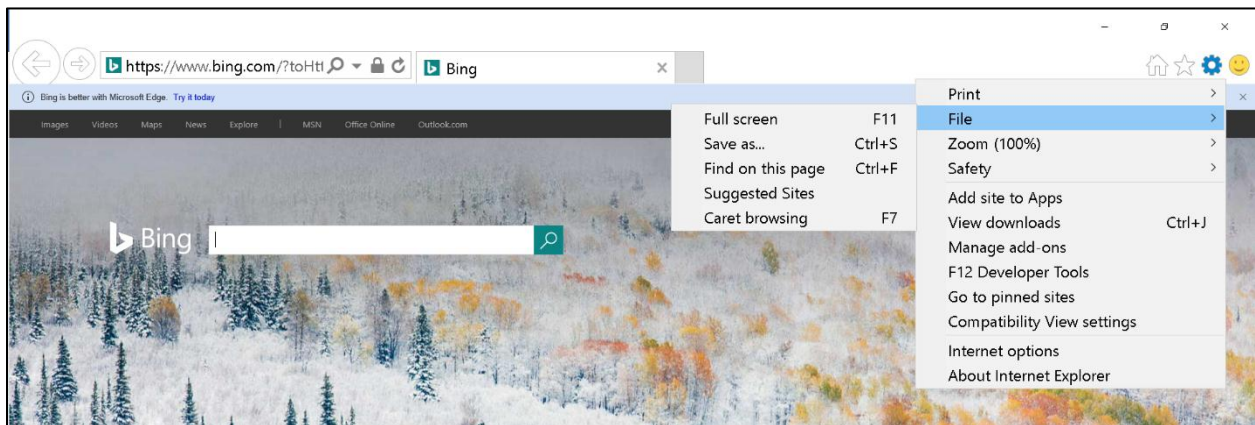 https://www.bing.com/?toHtt
Bing
Bing is better with Microsoft Edge. Try it today
Images Videos Maps News Explore | MSN Office Online Outlook.com
Bing
Full screen F11
Save as... Ctrl+S
Find on this page Ctrl+F
Suggested Sites
Caret browsing F7
Print
File
Zoom (100%)
Safety
Add site to Apps
View downloads Ctrl+J
Manage add-ons
F12 Developer Tools
Go to pinned sites
Compatibility View settings
Internet options
About Internet Explorer